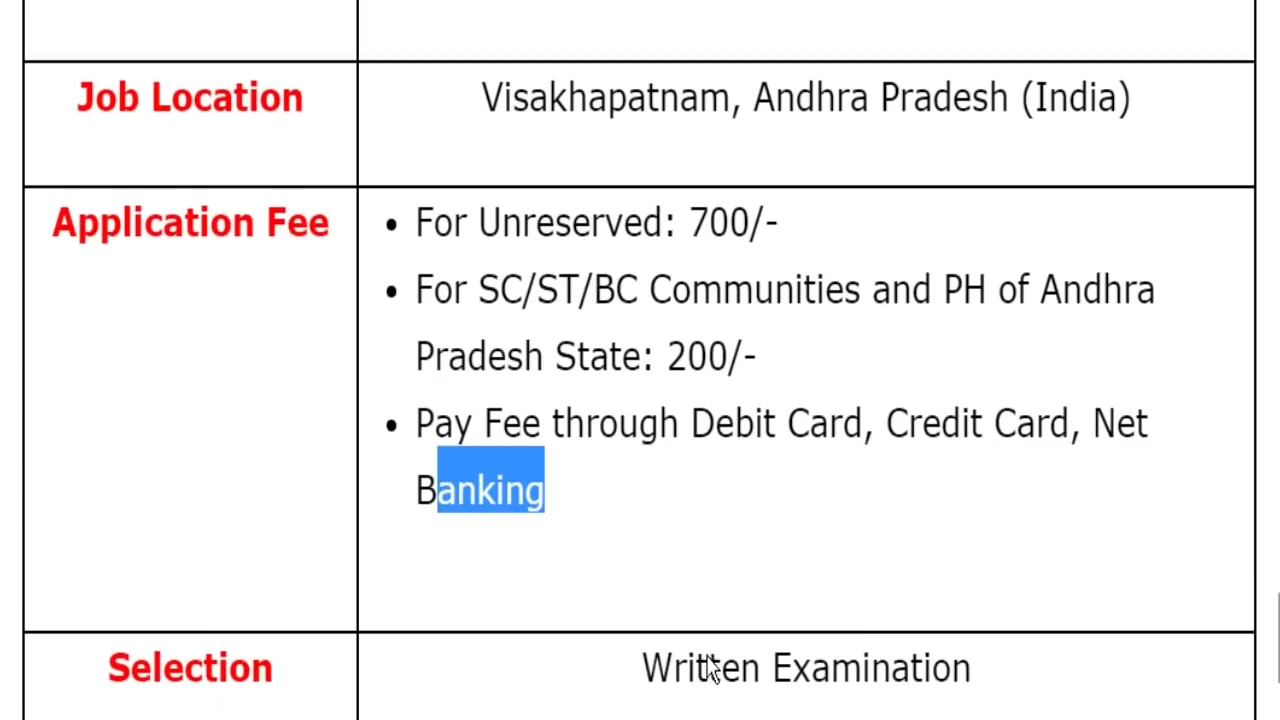 Job Location
Visakhapatnam, Andhra Pradesh (India)
Application Fee
• For Unreserved: 700/-
• For SC/ST/BC Communities and PH of Andhra
Pradesh State: 200/-
• Pay Fee through Debit Card, Credit Card, Net
Banking
Selection
Written Examination